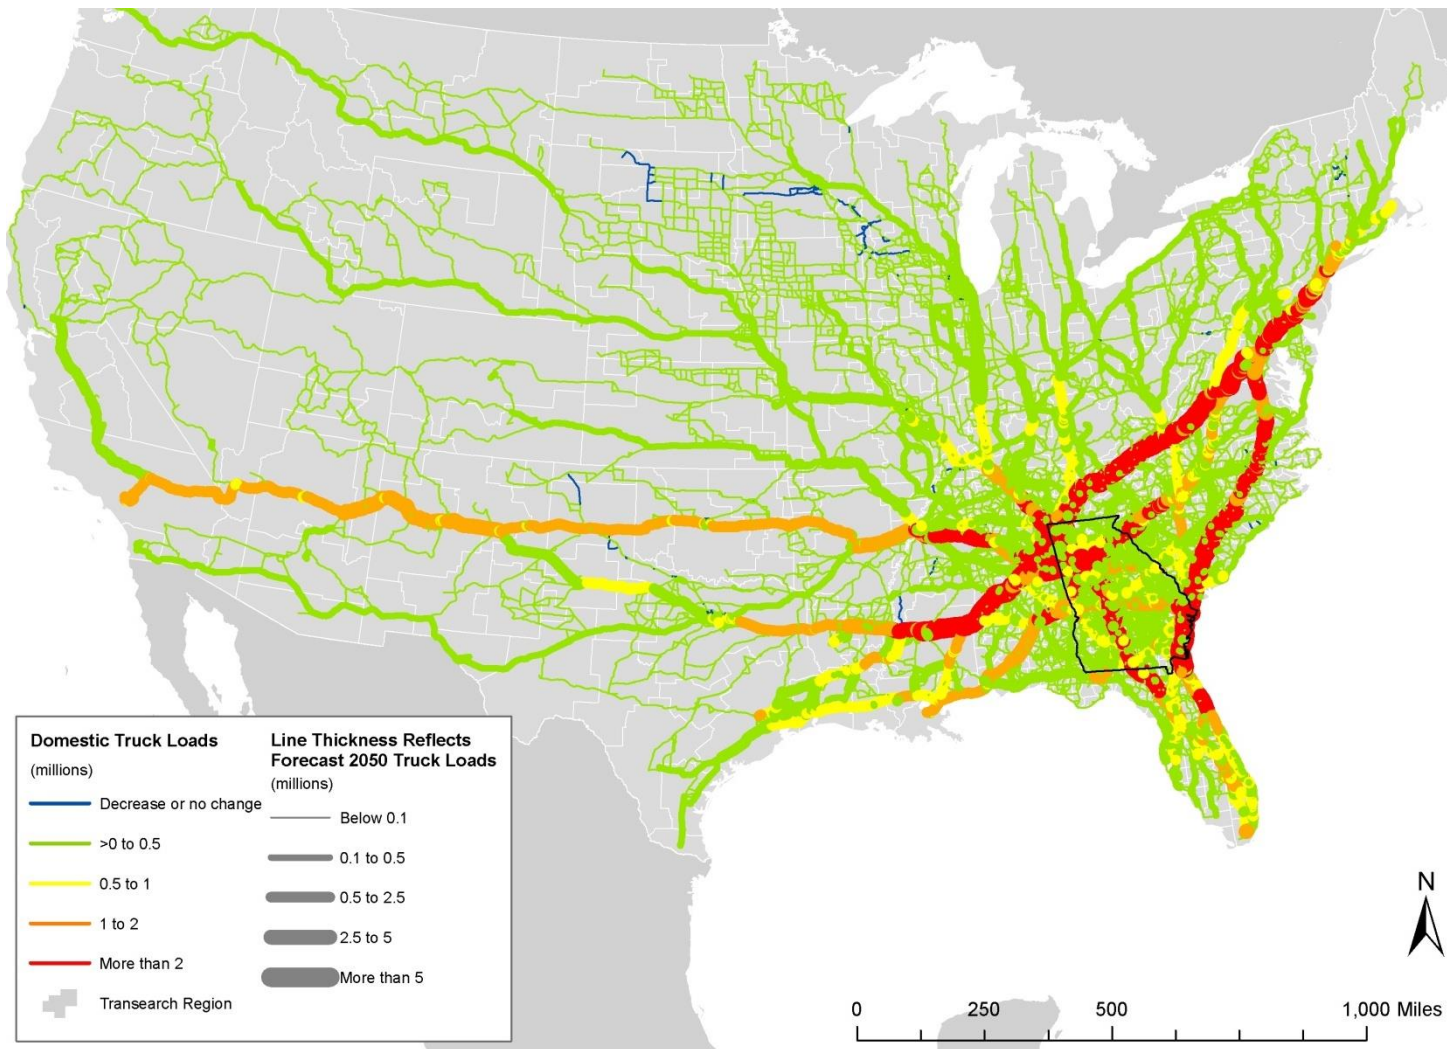 Domestic Truck Loads
(millions)
Decrease or no change
>0 to 0.5
0.5 to 1
1 to 2
More than 2
Transearch Region
Line Thickness Reflects
Forecast 2050 Truck Loads
(millions)
Below 0.1
0.1 to 0.5
0.5 to 2.5
2.5 to 5
More than 5
N
0 250 500 1,000 Miles